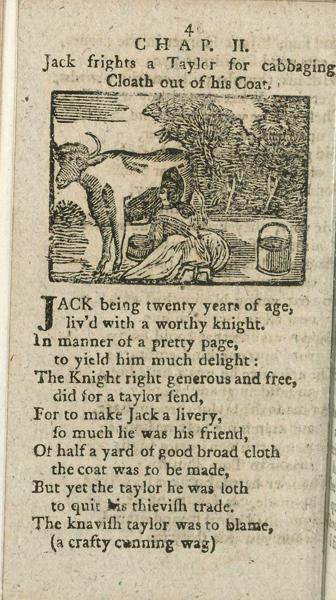 4
CHAP. II.
Jack frights a Taylor for cabbaging
Cloath out of his Coat.
JACK being twenty years of age,
liv'd with a worthy knight.
In manner of a pretty page,
to yield him much delight:
The Knight right generous and free,
did for a taylor ſend,
For to make Jack a livery,
ſo much he was his friend,
Of half a yard of good broad cloth
the coat was to be made,
But yet the taylor he was loth
to quit his thieviſh trade.
The knaviſh taylor was to blame,
(a crafty cunning wag)